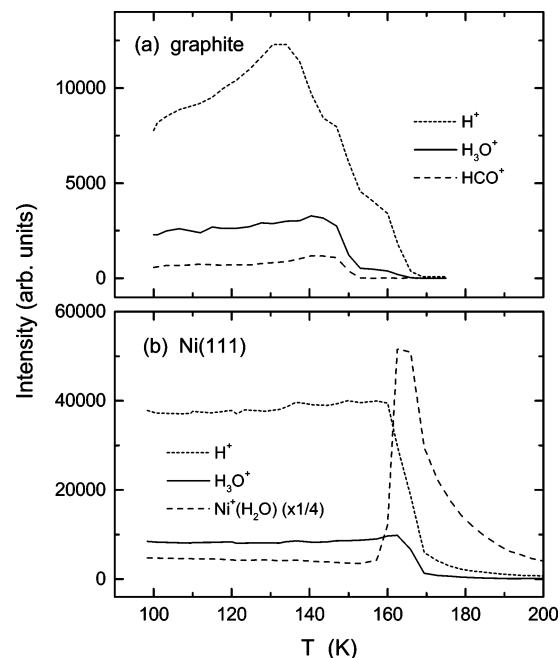 (a) graphite
H⁺
H₃O⁺
HCO⁺
10000
5000
0
Intensity (arb. units)
60000
(b) Ni(111)
40000
H⁺
H₃O⁺
Ni⁺(H₂O) (x1/4)
20000
0
100 120 140 160 180 200
T (K)